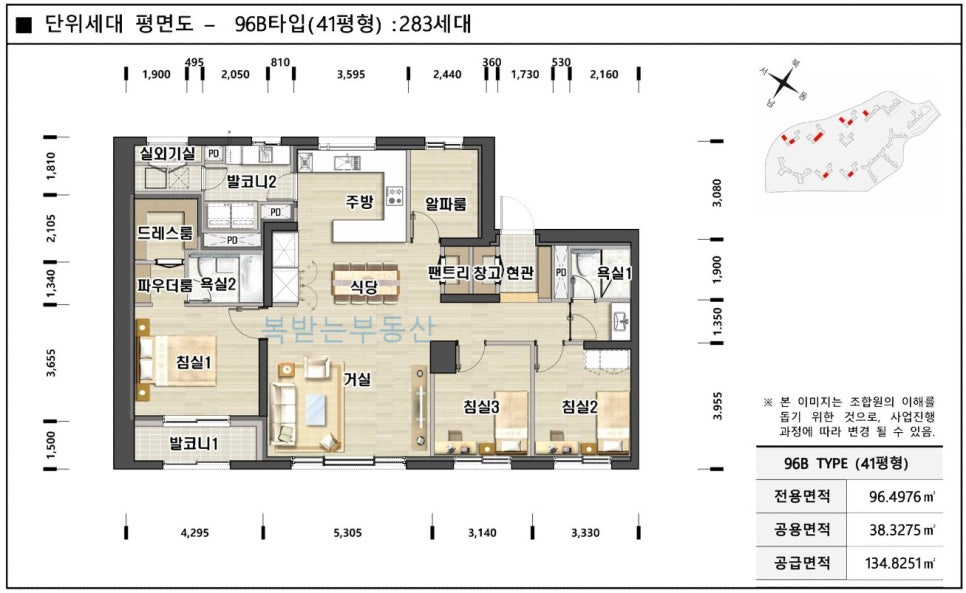 ■ 단위세대 평면도 – 96B타입(41평형) :283세대
1,900 495 2,050 810 3,595 2,440 360 1,730 530 2,160
북
서
동
남
1,810
2,105
1,340
3,655
1,500
실외기실 PD
발코니2
주방
알파룸
드레스룸
PD
PD
파우더룸
욕실2
식당
팬트리
창고
현관
PD
욕실1
복받는부동산
침실1
거실
침실3
침실2
발코니1
3,080
1,900
1.350
3.955
※ 본 이미지는 조합원의 이해를
돕기 위한 것으로, 사업진행
과정에 따라 변경 될 수 있음.
96B TYPE (41평형)
전용면적 96.4976㎡
공용면적 38.3275㎡
공급면적 134.8251㎡
4,295 5,305 3,140 3,330